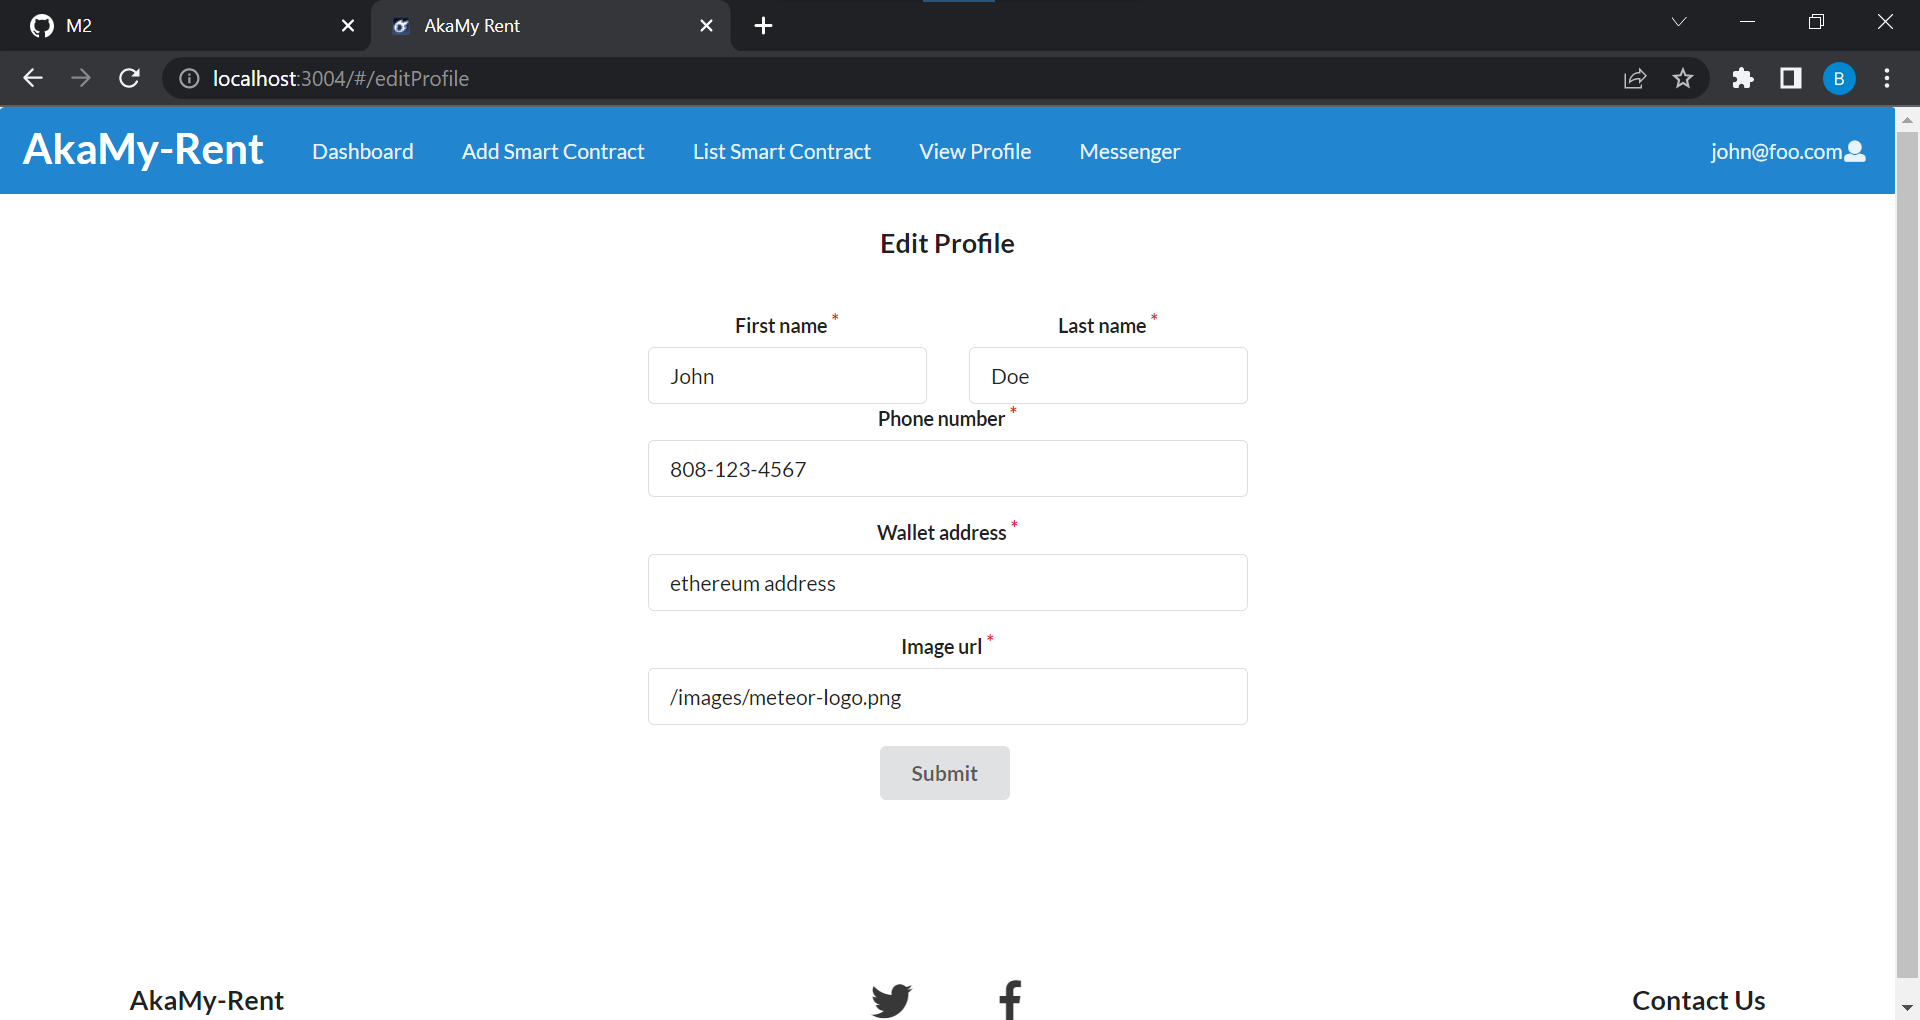 M2
AkaMy Rent
localhost:3004/#/editProfile
B
AkaMy-Rent Dashboard Add Smart Contract List Smart Contract View Profile Messenger john@foo.com
Edit Profile
First name * Last name *
John Doe
Phone number *
808-123-4567
Wallet address *
ethereum address
Image url *
/images/meteor-logo.png
Submit
AkaMy-Rent Contact Us